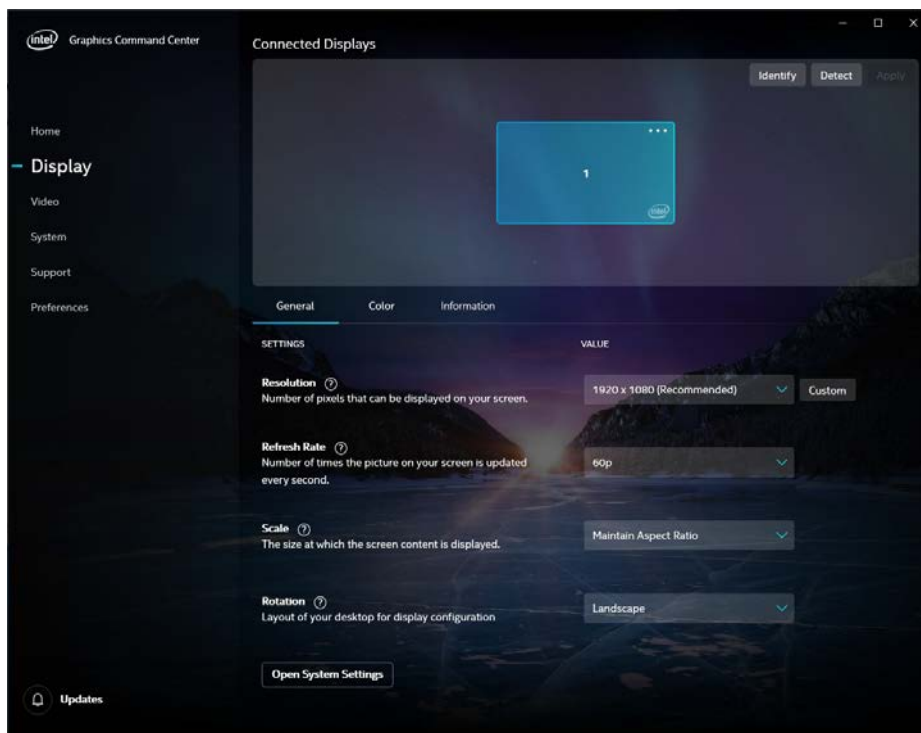 intel Graphics Command Center
Connected Displays
Identify Detect Apply
Home
Display
Video
System
Support
Preferences
1
intel
General Color Information
SETTINGS VALUE
Resolution ?
Number of pixels that can be displayed on your screen.
1920 x 1080 (Recommended) Custom
Refresh Rate ?
Number of times the picture on your screen is updated
every second.
60p
Scale ?
The size at which the screen content is displayed.
Maintain Aspect Ratio
Rotation ?
Layout of your desktop for display configuration
Landscape
Open System Settings
Updates